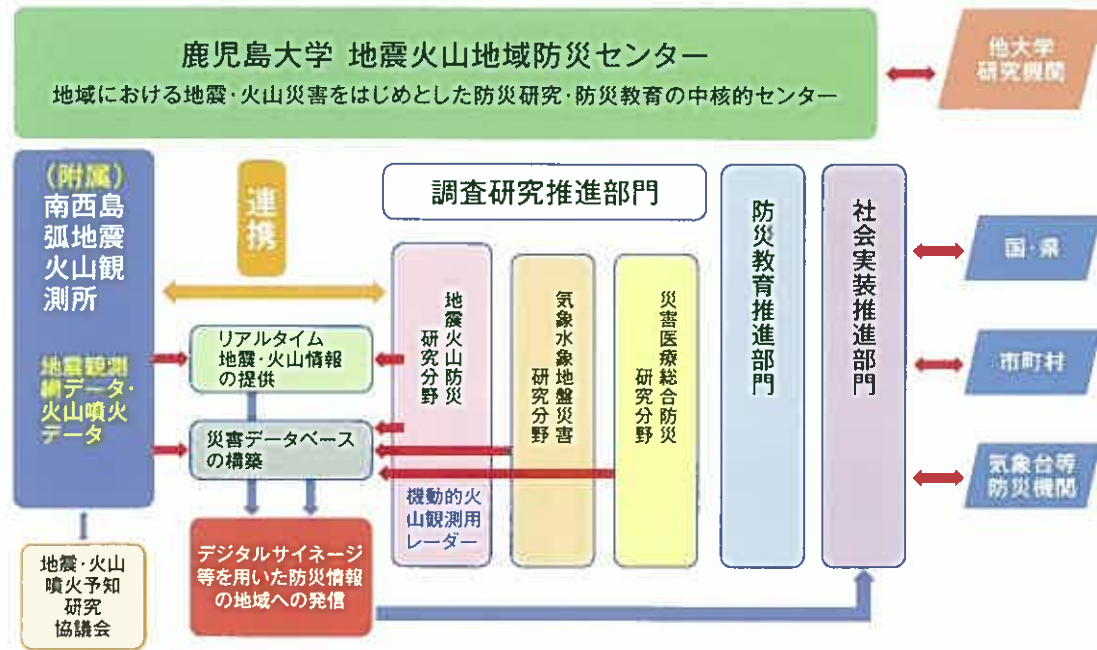 鹿児島大学 地震火山地域防災センター
地域における地震・火山災害をはじめとした防災研究・防災教育の中核的センター
他大学
研究機関
(附属)
南西島
弧地震
火山観
測所
地震観測
網データ・
火山噴火
データ
連携
調査研究推進部門
地震火山防災
研究分野
機動的火
山観測用
レーダー
気象水象地盤災害
研究分野
災害医療総合防災
研究分野
防災教育推進部門
社会実装推進部門
国・県
市町村
気象台等
防災機関
リアルタイム
地震・火山情報
の提供
災害データベース
の構築
デジタルサイネージ
等を用いた防災情報
の地域への発信
地震・火山
噴火予知
研究
協議会